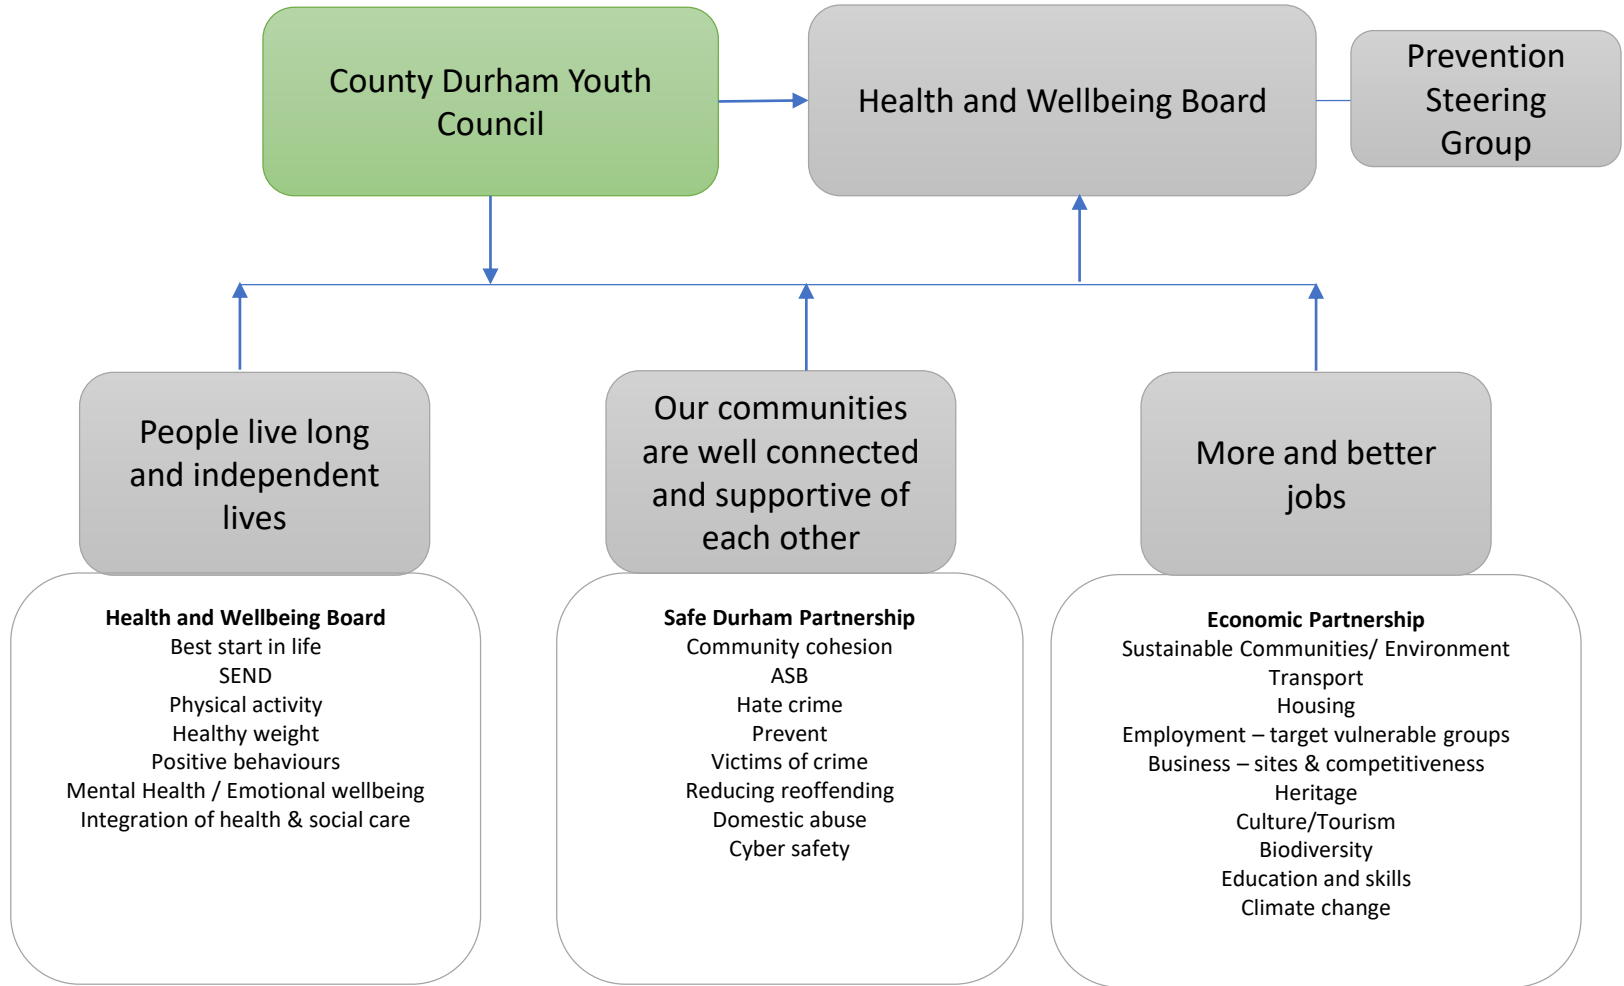 County Durham Youth
Council
Health and Wellbeing Board
Prevention
Steering
Group
People live long
and independent
lives
Our communities
are well connected
and supportive of
each other
More and better
jobs
Health and Wellbeing Board
Best start in life
SEND
Physical activity
Healthy weight
Positive behaviours
Mental Health / Emotional wellbeing
Integration of health & social care
Safe Durham Partnership
Community cohesion
ASB
Hate crime
Prevent
Victims of crime
Reducing reoffending
Domestic abuse
Cyber safety
Economic Partnership
Sustainable Communities/ Environment
Transport
Housing
Employment – target vulnerable groups
Business – sites & competitiveness
Heritage
Culture/Tourism
Biodiversity
Education and skills
Climate change